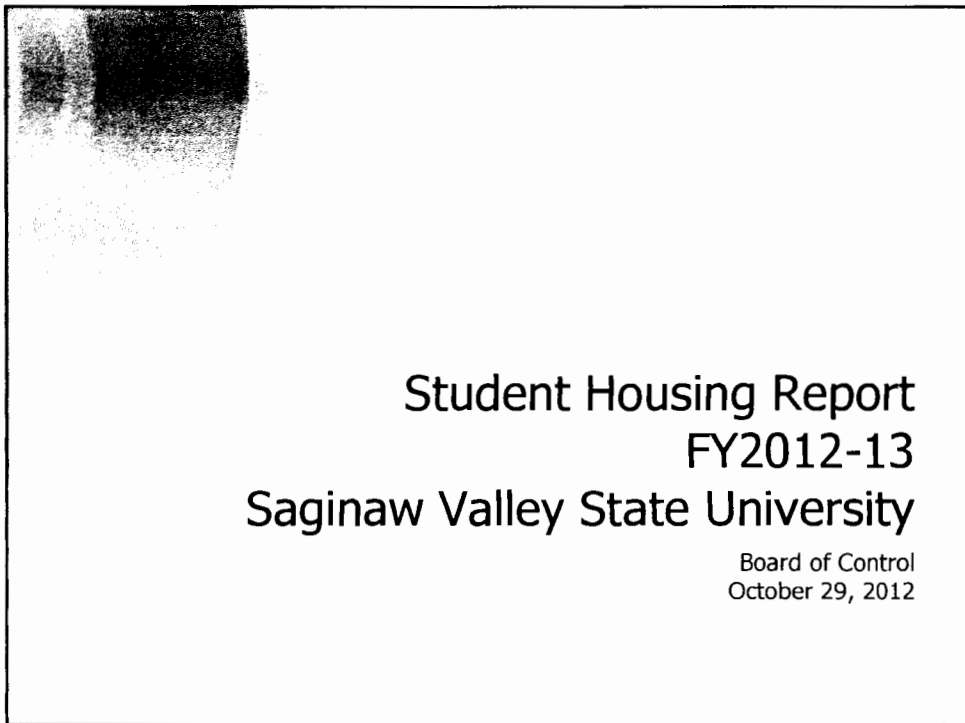 Student Housing Report
FY2012-13
Saginaw Valley State University
Board of Control
October 29, 2012